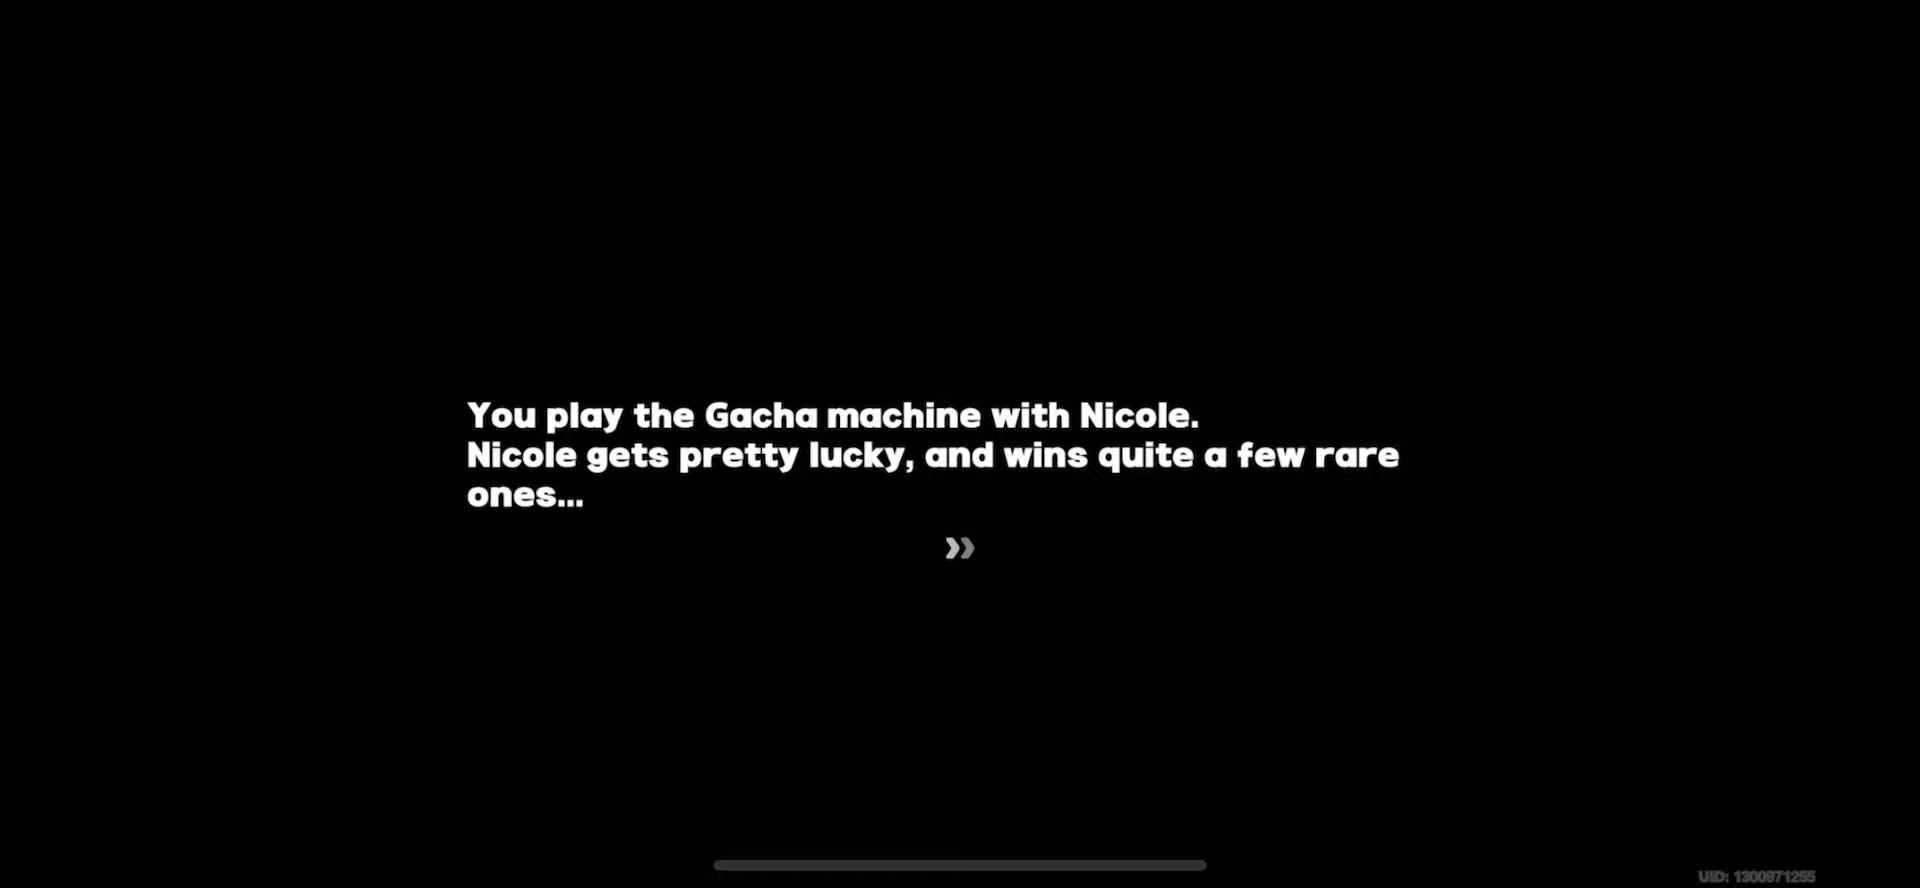 You play the Gacha machine with Nicole.
Nicole gets pretty lucky, and wins quite a few rare
ones...
UID: 1300971255